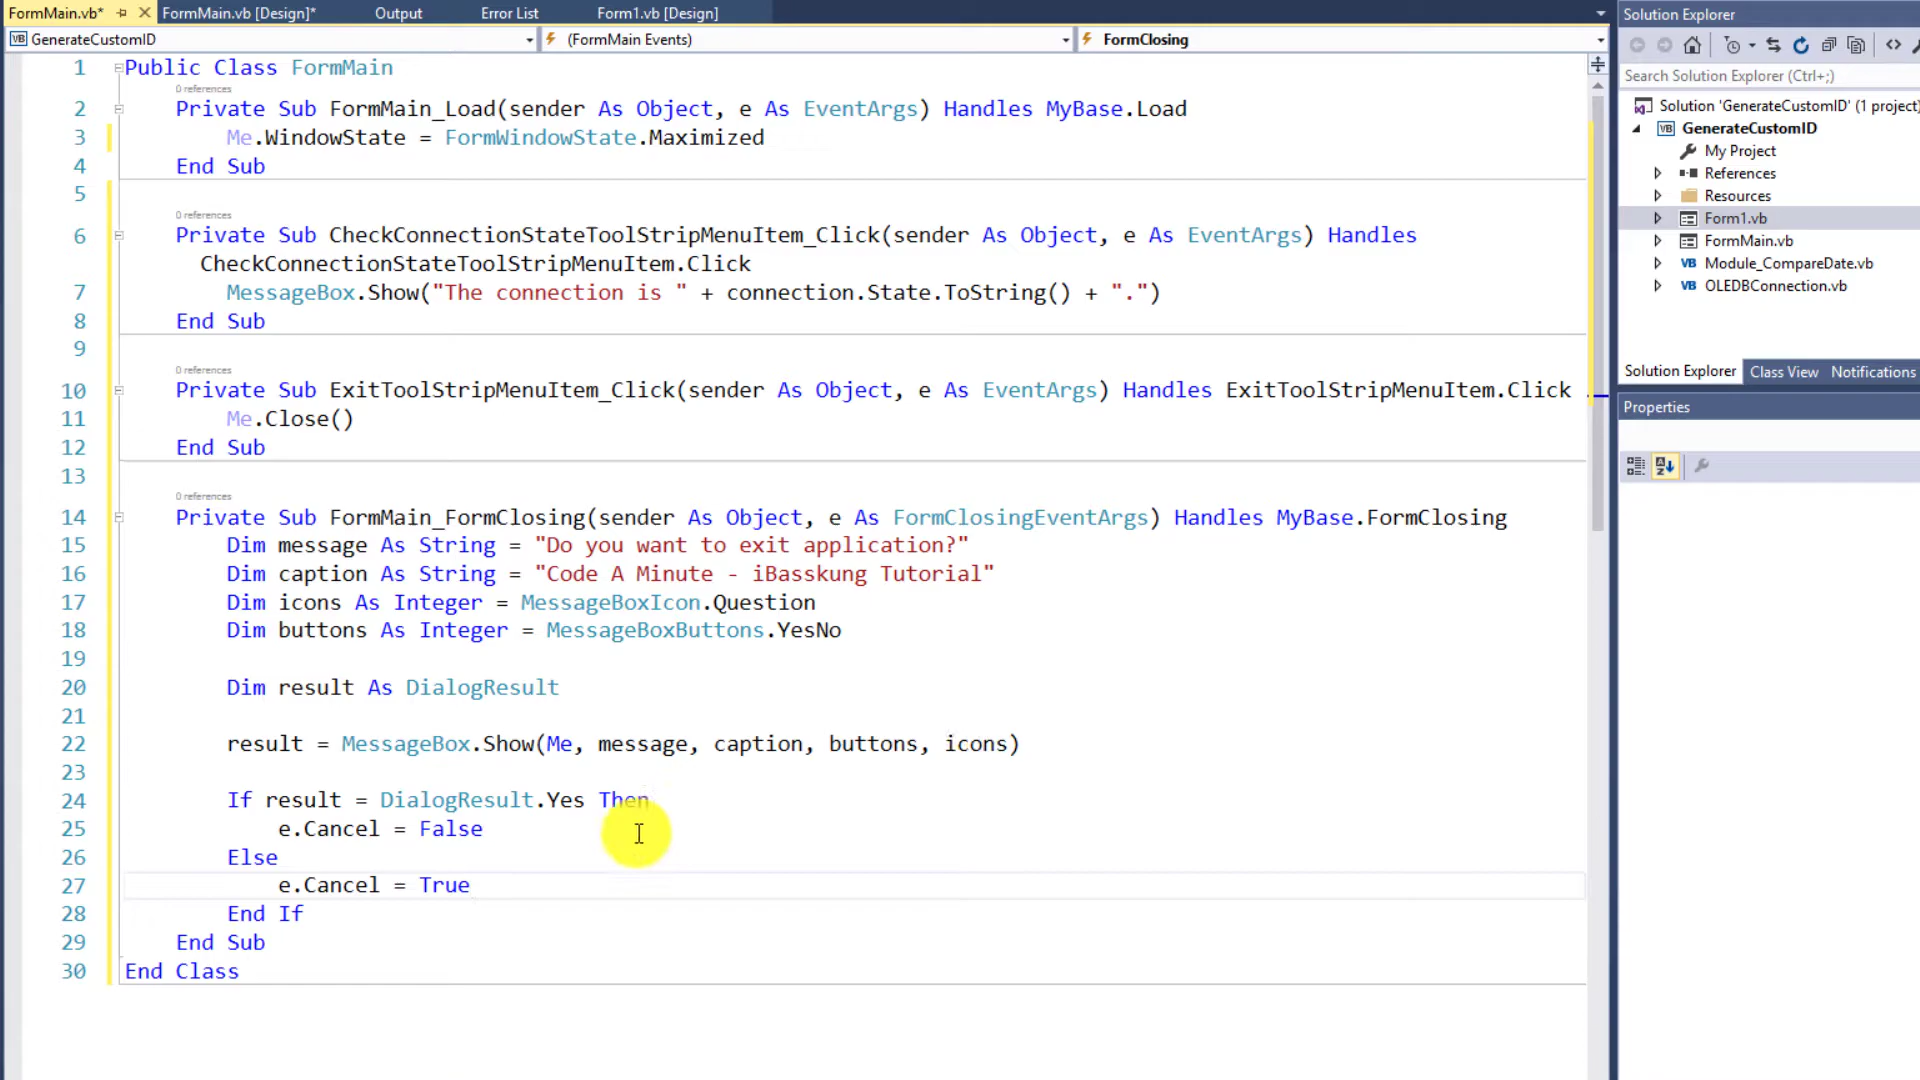 FormMain.vb*
FormMain.vb [Design]*
Output
Error List
Form1.vb [Design]
GenerateCustomID
(FormMain Events)
FormClosing
1 Public Class FormMain
0 references
2 Private Sub FormMain_Load(sender As Object, e As EventArgs) Handles MyBase.Load
3 Me.WindowState = FormWindowState.Maximized
4 End Sub
5
0 references
6 Private Sub CheckConnectionStateToolStripMenuItem_Click(sender As Object, e As EventArgs) Handles
CheckConnectionStateToolStripMenuItem.Click
7 MessageBox.Show("The connection is " + connection.State.ToString() + ".")
8 End Sub
9
0 references
10 Private Sub ExitToolStripMenuItem_Click(sender As Object, e As EventArgs) Handles ExitToolStripMenuItem.Click
11 Me.Close()
12 End Sub
13
0 references
14 Private Sub FormMain_FormClosing(sender As Object, e As FormClosingEventArgs) Handles MyBase.FormClosing
15 Dim message As String = "Do you want to exit application?"
16 Dim caption As String = "Code A Minute - iBasskung Tutorial"
17 Dim icons As Integer = MessageBoxIcon.Question
18 Dim buttons As Integer = MessageBoxButtons.YesNo
19
20 Dim result As DialogResult
21
22 result = MessageBox.Show(Me, message, caption, buttons, icons)
23
24 If result = DialogResult.Yes Then
25 e.Cancel = False
26 Else
27 e.Cancel = True
28 End If
29 End Sub
30 End Class
Solution Explorer
Search Solution Explorer (Ctrl+;)
Solution 'GenerateCustomID' (1 project)
VB GenerateCustomID
My Project
References
Resources
Form1.vb
FormMain.vb
VB Module_CompareDate.vb
VB OLEDBConnection.vb
Solution Explorer
Class View
Notifications
Properties